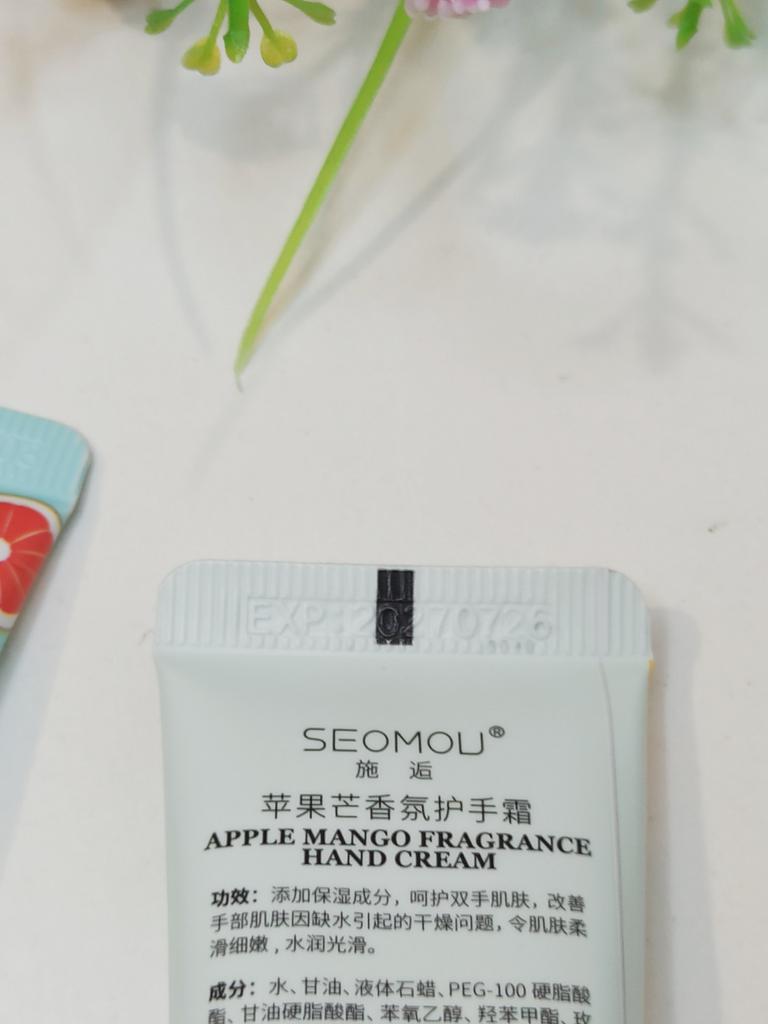 EXP:20270726
SEOMOU®
施 逅
苹果芒香氛护手霜
APPLE MANGO FRAGRANCE
HAND CREAM
功效：添加保湿成分，呵护双手肌肤，改善
手部肌肤因缺水引起的干燥问题，令肌肤柔
滑细嫩，水润光滑。
成分：水、甘油、液体石蜡、PEG-100 硬脂酸
酯、甘油硬脂酸酯、苯氧乙醇、羟苯甲酯、玫